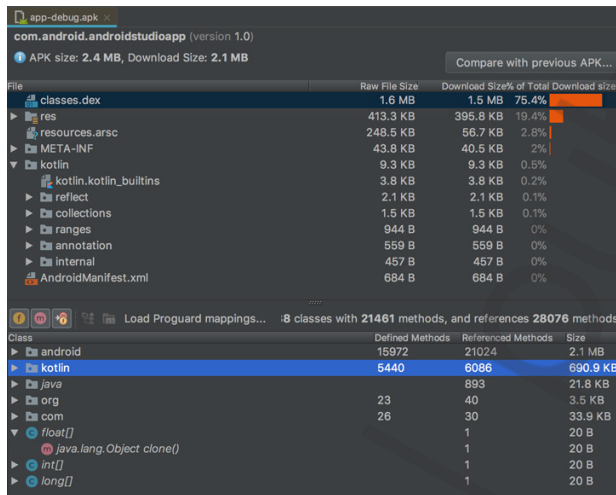 app-debug.apk
com.android.androidstudioapp (version 1.0)
APK size: 2.4 MB, Download Size: 2.1 MB
Compare with previous APK...
File Raw File Size Download Size% of Total Download size
classes.dex 1.6 MB 1.5 MB 75.4%
res 413.3 KB 395.8 KB 19.4%
resources.arsc 248.5 KB 56.7 KB 2.8%
META-INF 43.8 KB 40.5 KB 2%
kotlin 9.3 KB 9.3 KB 0.5%
kotlin.kotlin_builtins 3.8 KB 3.8 KB 0.2%
reflect 2.1 KB 2.1 KB 0.1%
collections 1.5 KB 1.5 KB 0.1%
ranges 944 B 944 B 0%
annotation 559 B 559 B 0%
internal 457 B 457 B 0%
AndroidManifest.xml 684 B 684 B 0%
f m Load Proguard mappings... 8 classes with 21461 methods, and references 28076 methods
Class Defined Methods Referenced Methods Size
android 15972 21024 2.1 MB
kotlin 5440 6086 690.9 KB
java 893 21.8 KB
org 23 40 3.5 KB
com 26 30 33.9 KB
C float[] 1 20 B
m java.lang.Object clone() 1 20 B
C int[] 1 20 B
C long[] 1 20 B